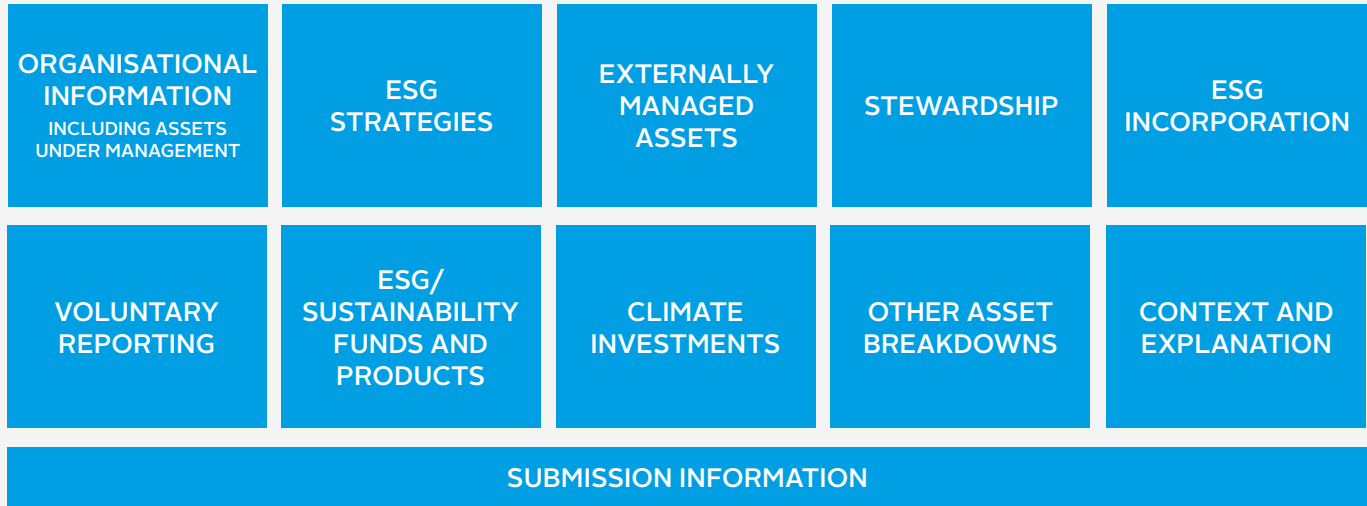 ORGANISATIONAL
INFORMATION
INCLUDING ASSETS
UNDER MANAGEMENT
ESG
STRATEGIES
EXTERNALLY
MANAGED
ASSETS
STEWARDSHIP
ESG
INCORPORATION
VOLUNTARY
REPORTING
ESG/
SUSTAINABILITY
FUNDS AND
PRODUCTS
CLIMATE
INVESTMENTS
OTHER ASSET
BREAKDOWNS
CONTEXT AND
EXPLANATION
SUBMISSION INFORMATION